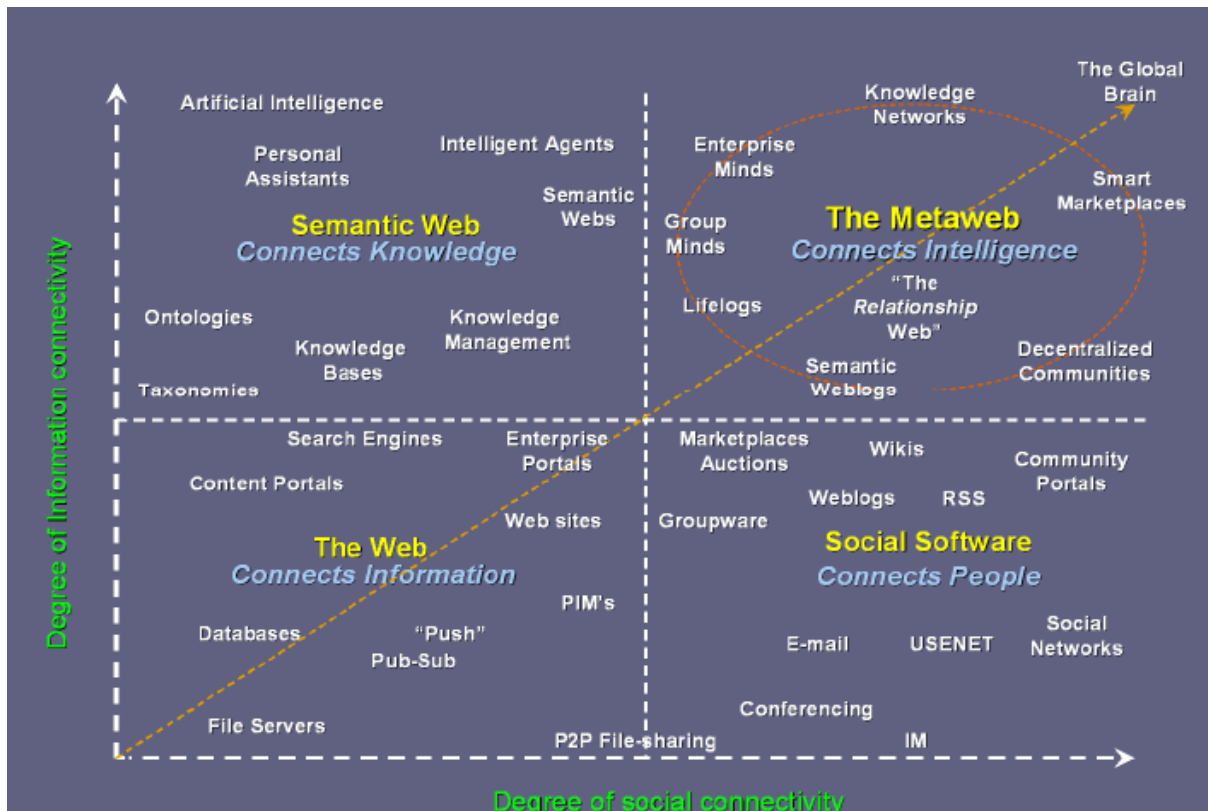 The Global
Brain
Knowledge
Networks
Artificial Intelligence
Intelligent Agents
Enterprise
Minds
Personal
Assistants
Smart
Marketplaces
Semantic
Webs
Semantic Web
Connects Knowledge
Group
Minds
The Metaweb
Connects Intelligence
“The
Relationship
Web”
Lifelogs
Ontologies
Knowledge
Management
Knowledge
Bases
Decentralized
Communities
Semantic
Weblogs
Taxonomies
Degree of Information connectivity
Search Engines
Enterprise
Portals
Marketplaces
Auctions
Wikis
Community
Portals
Content Portals
Weblogs
RSS
Web sites
Groupware
The Web
Connects Information
Social Software
Connects People
PIM's
Databases
“Push”
Pub-Sub
E-mail
USENET
Social
Networks
File Servers
Conferencing
P2P File-sharing
IM
Degree of social connectivity